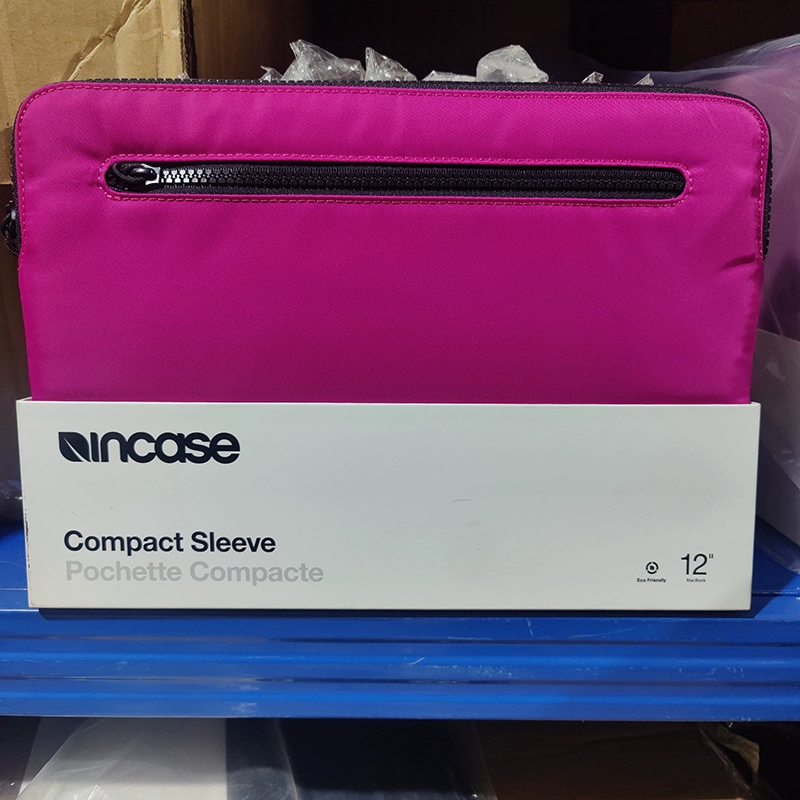 incase
Compact Sleeve
Pochette Compacte
Eco Friendly
12"
MacBook